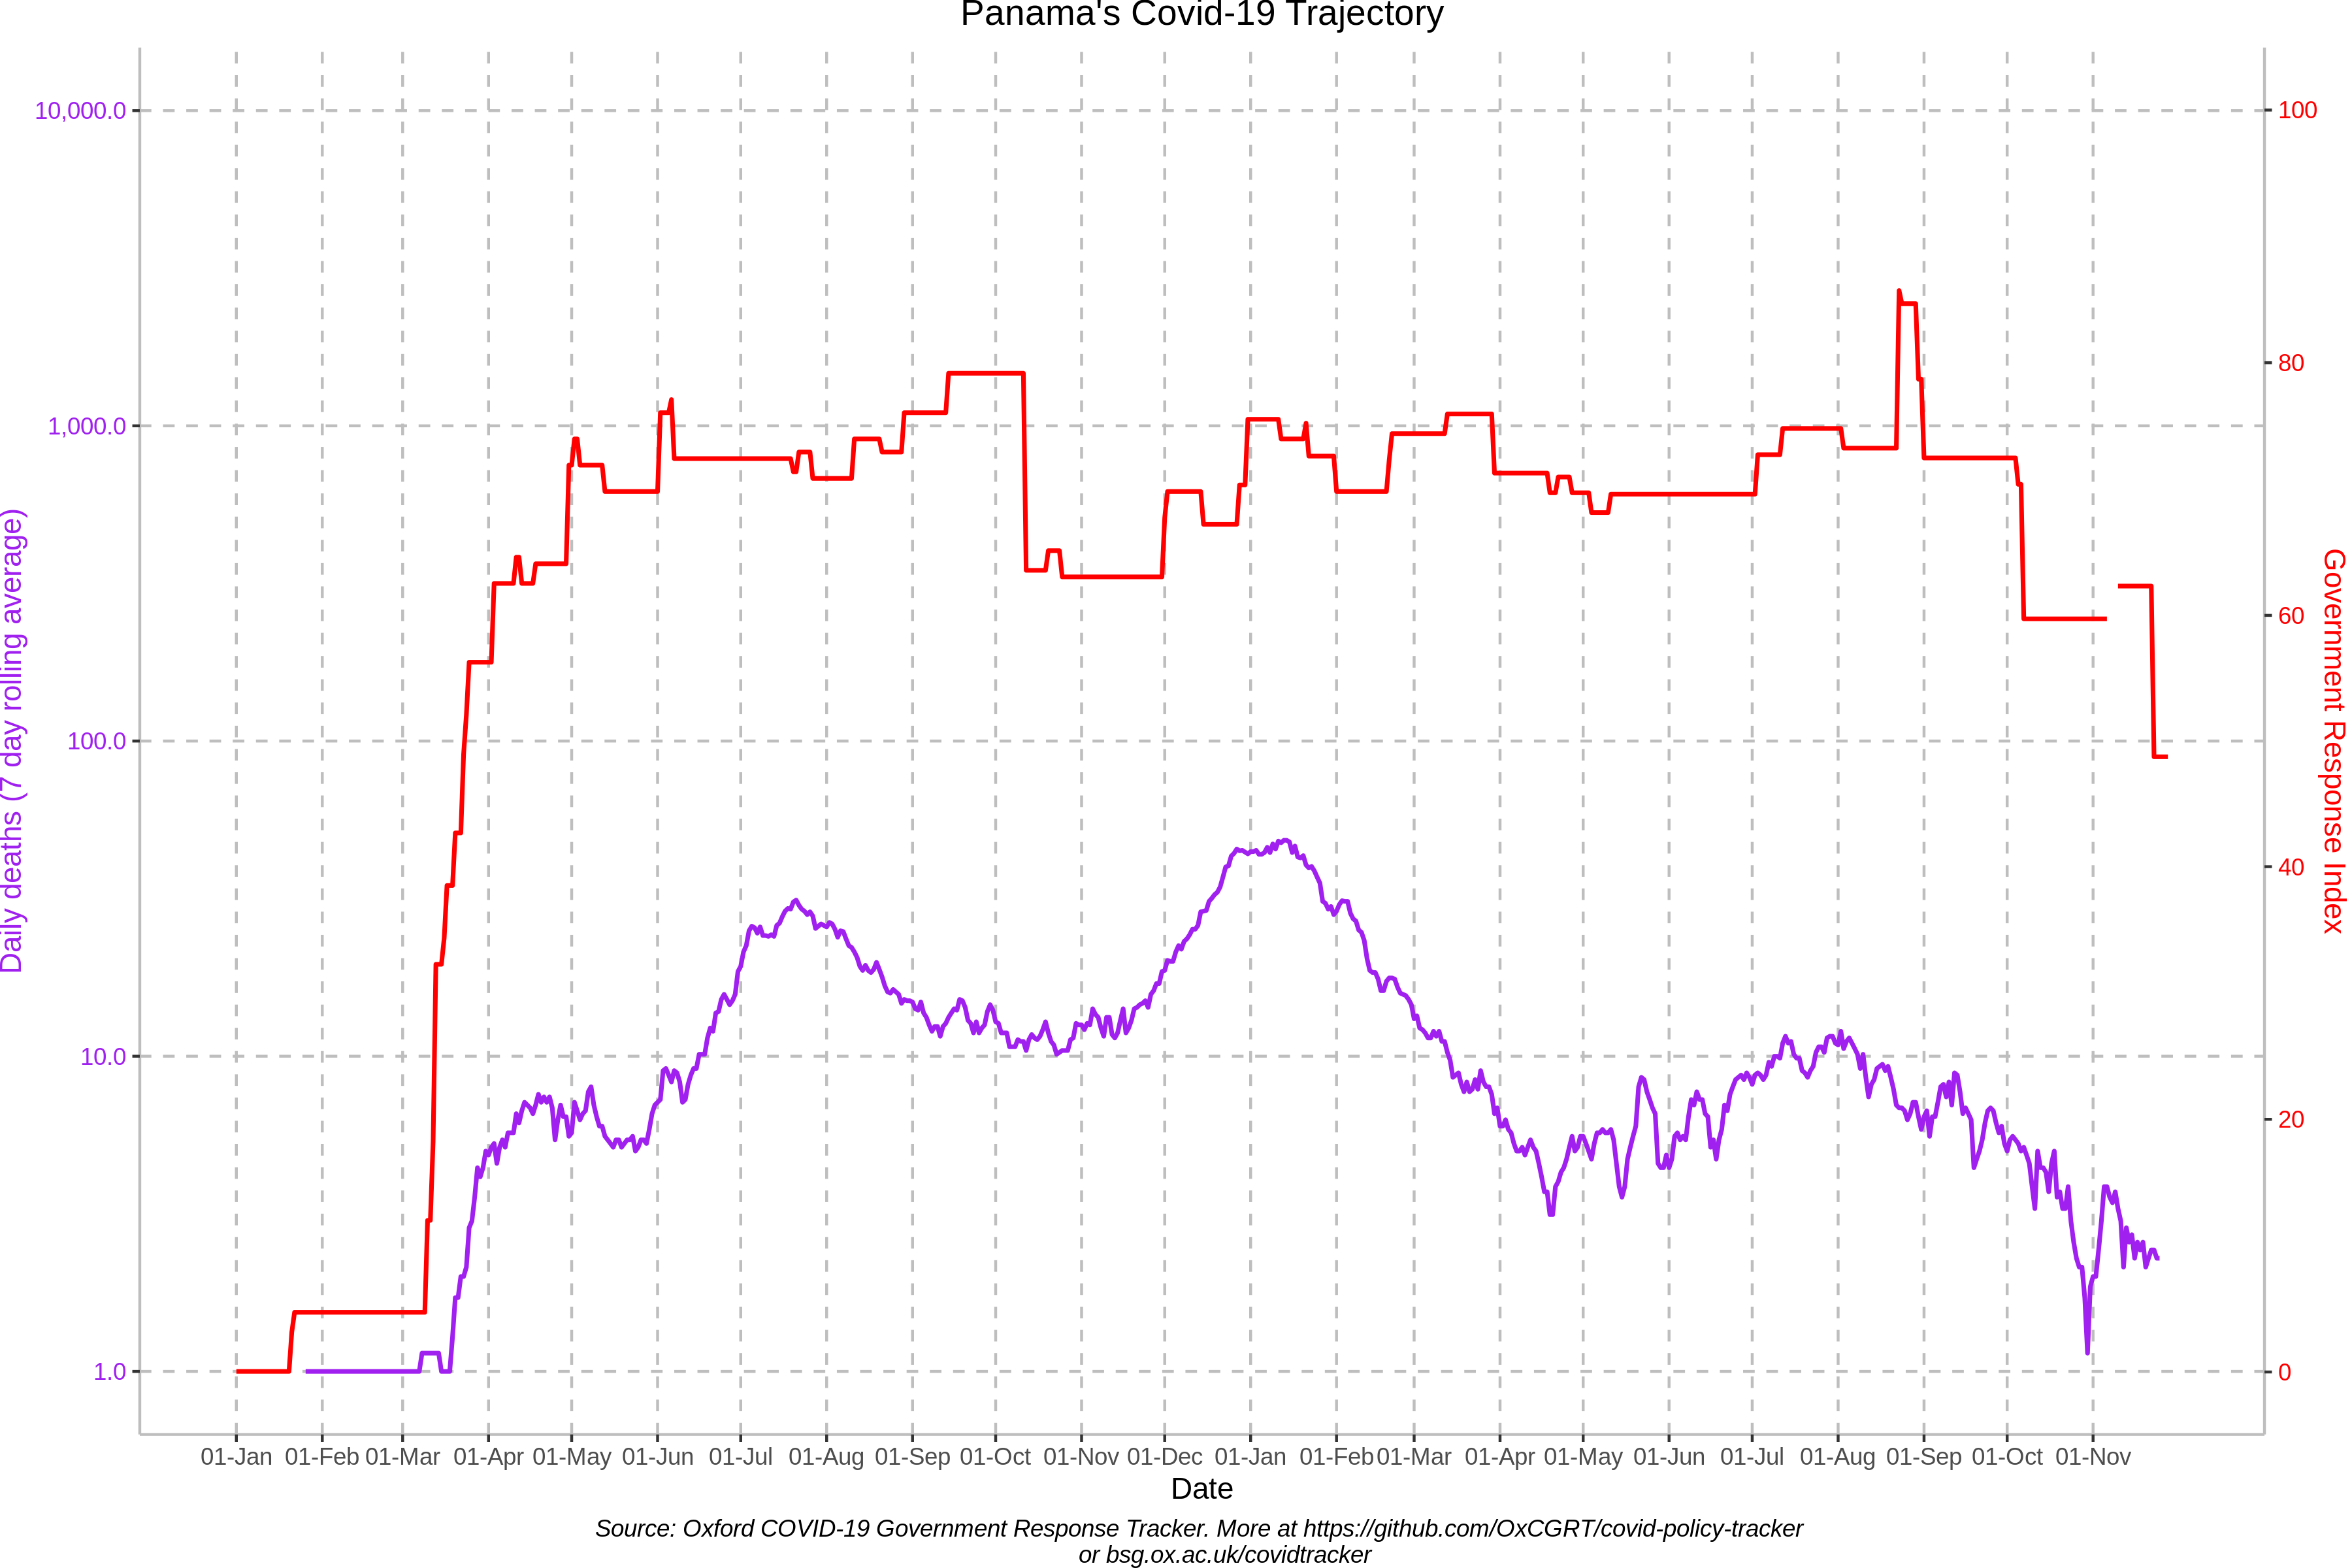 Panama's Covid-19 Trajectory
10,000.0
1,000.0
100.0
10.0
1.0
Daily deaths (7 day rolling average)
100
80
60
40
20
0
Government Response Index
01-Jan 01-Feb 01-Mar 01-Apr 01-May 01-Jun 01-Jul 01-Aug 01-Sep 01-Oct 01-Nov 01-Dec 01-Jan 01-Feb 01-Mar 01-Apr 01-May 01-Jun 01-Jul 01-Aug 01-Sep 01-Oct 01-Nov
Date
Source: Oxford COVID-19 Government Response Tracker. More at https://github.com/OxCGRT/covid-policy-tracker
or bsg.ox.ac.uk/covidtracker